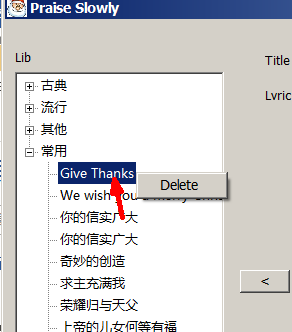 Praise Slowly
Lib
Title
Lyric
古典
流行
其他
常用
Give Thanks
Delete
We wish you a merry Chris
你的信实广大
你的信实广大
奇妙的创造
求主充满我
<
荣耀归与天父
上帝的儿女何等有福